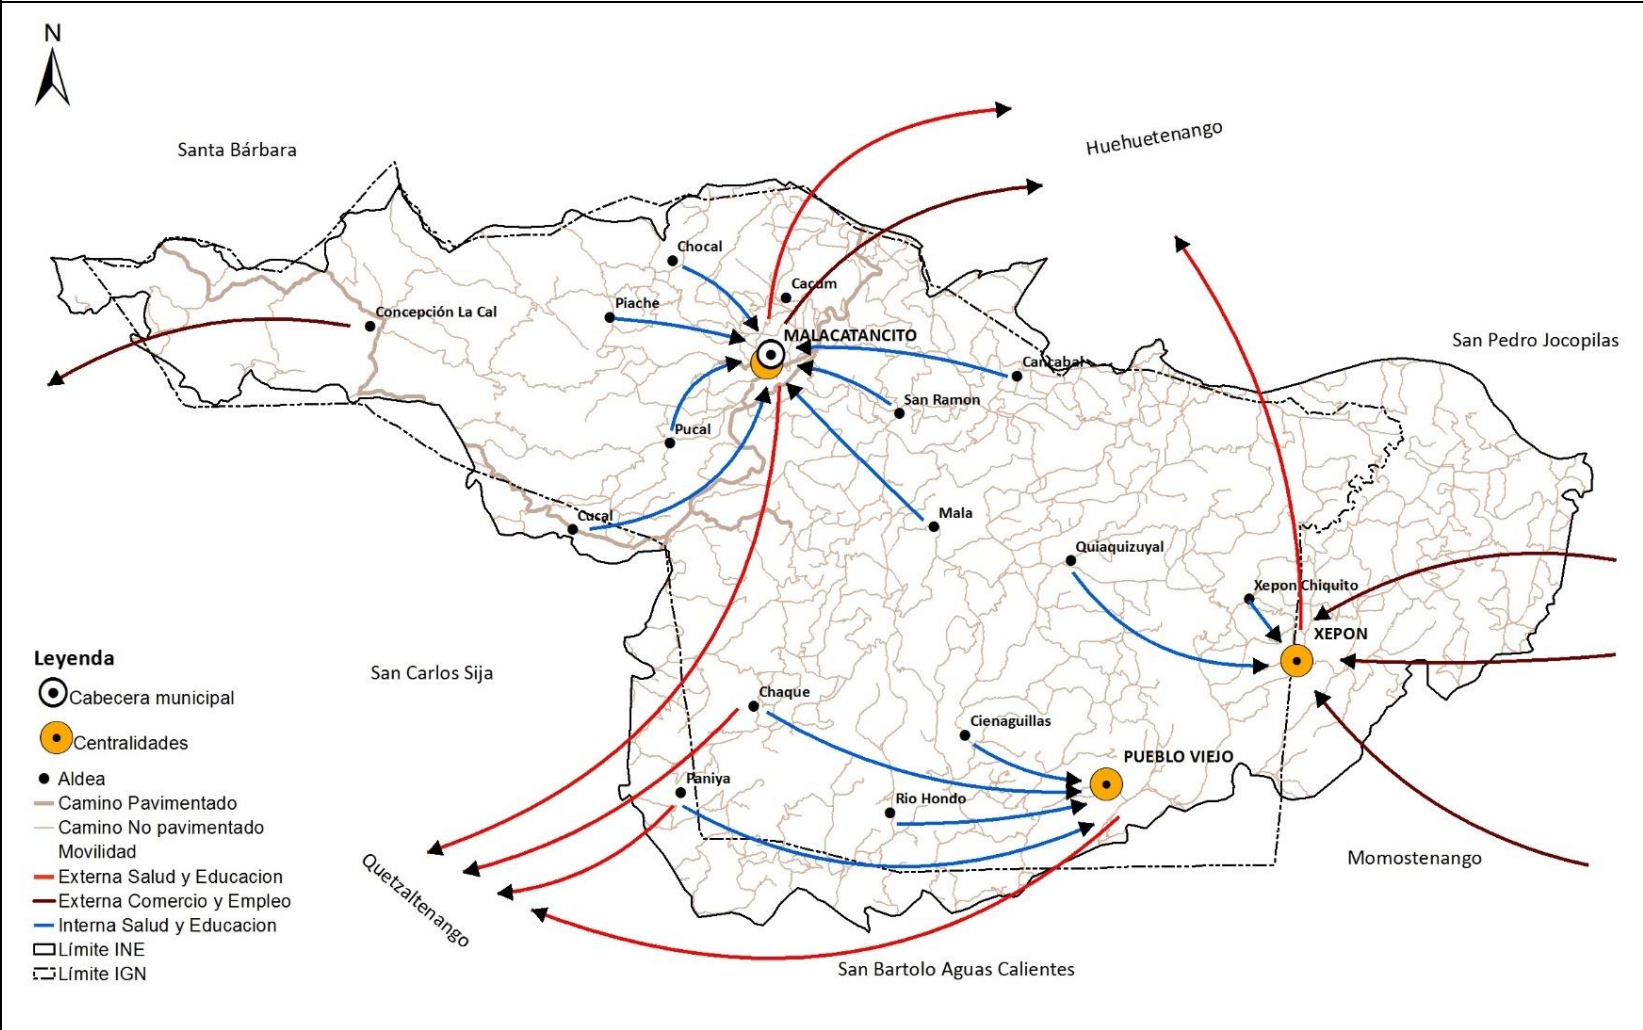 N
Santa Bárbara
Huehuetenango
Chocal
Cacum
Piache
Concepción La Cal
MALACATANCITO
San Pedro Jocopilas
Cancabal
San Ramon
Pucal
Cucal
Mala
Quiaquizuyal
Xepon Chiquito
XEPON
San Carlos Sija
Chaque
Cienaguillas
PUEBLO VIEJO
Paniya
Rio Hondo
Momostenango
Quetzaltenango
San Bartolo Aguas Calientes
Leyenda
Cabecera municipal
Centralidades
Aldea
Camino Pavimentado
Camino No pavimentado
Movilidad
Externa Salud y Educacion
Externa Comercio y Empleo
Interna Salud y Educacion
Límite INE
Límite IGN